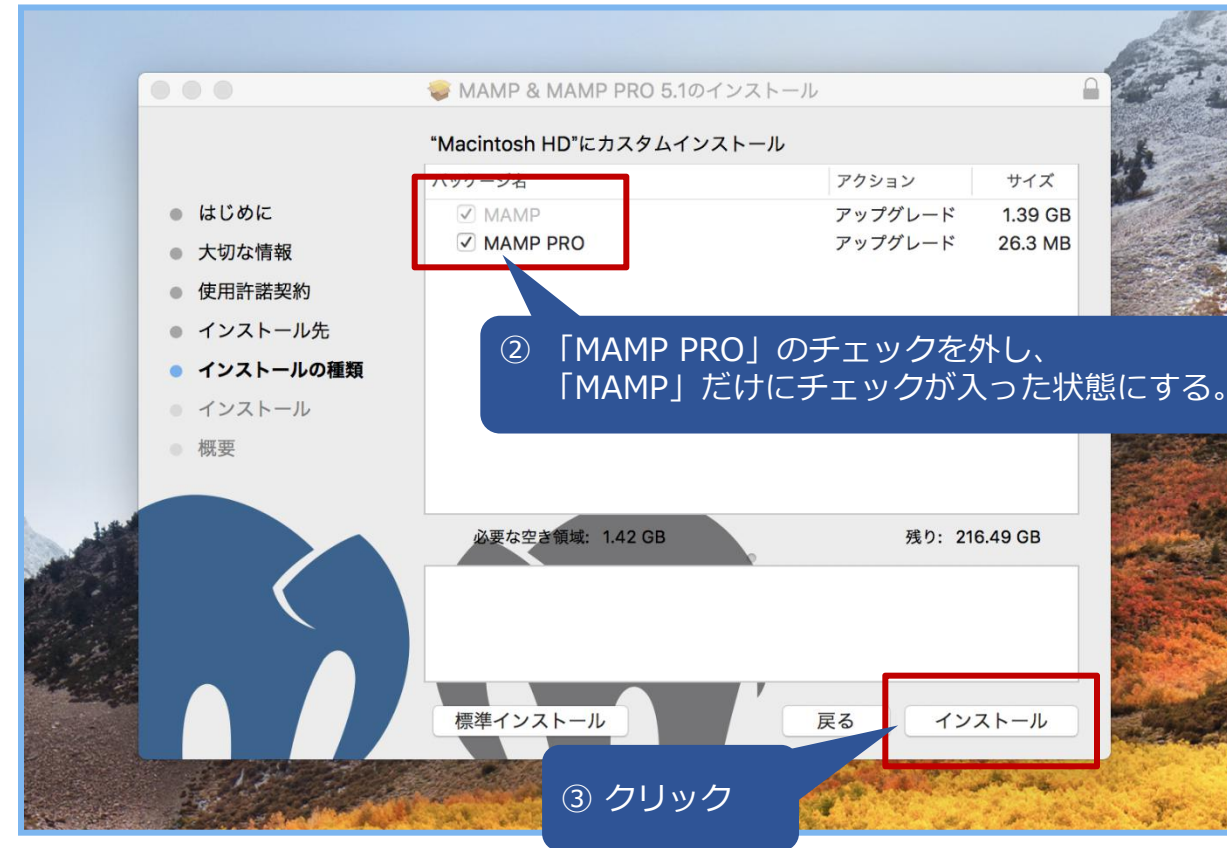 MAMP & MAMP PRO 5.1のインストール
“Macintosh HD”にカスタムインストール
パッケージ名 アクション サイズ
MAMP アップグレード 1.39 GB
MAMP PRO アップグレード 26.3 MB
はじめに
大切な情報
使用許諾契約
インストール先
インストールの種類
インストール
概要
② 「MAMP PRO」のチェックを外し、
「MAMP」だけにチェックが入った状態にする。
必要な空き領域: 1.42 GB 残り: 216.49 GB
標準インストール 戻る インストール
③ クリック